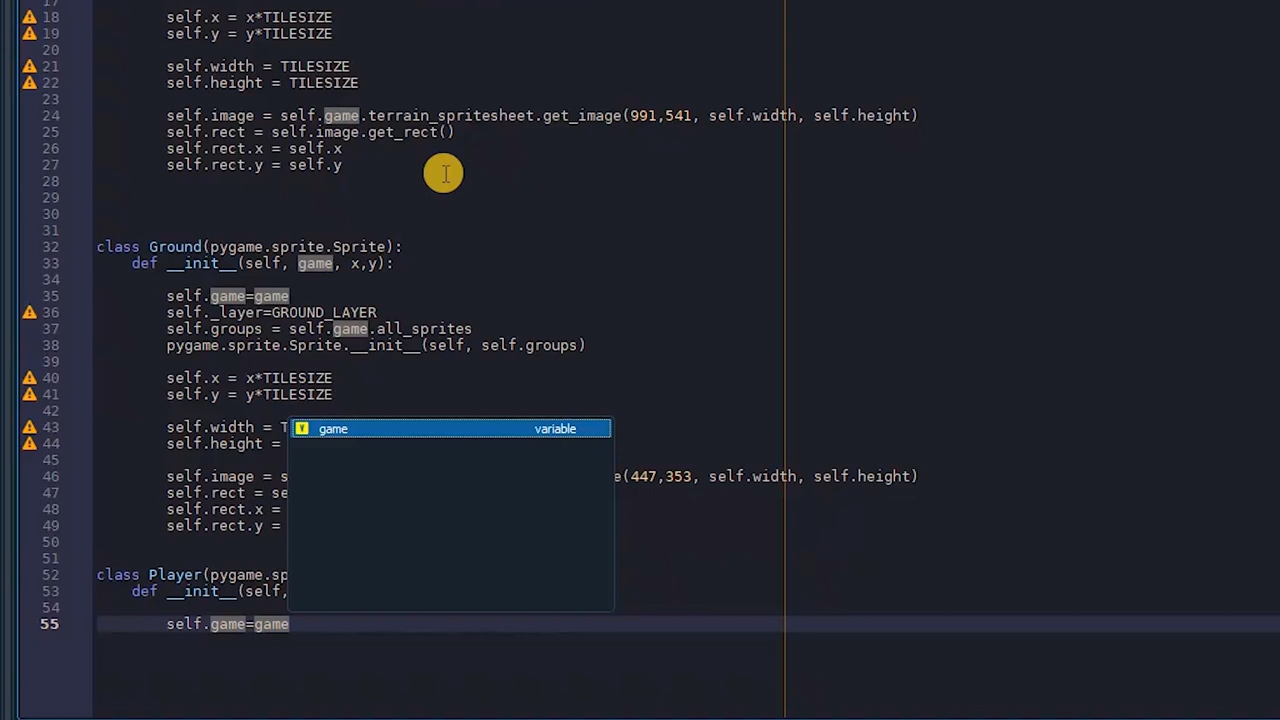 17
18 self.x = x*TILESIZE
19 self.y = y*TILESIZE
20
21 self.width = TILESIZE
22 self.height = TILESIZE
23
24 self.image = self.game.terrain_spritesheet.get_image(991,541, self.width, self.height)
25 self.rect = self.image.get_rect()
26 self.rect.x = self.x
27 self.rect.y = self.y
28
29
30
31
32 class Ground(pygame.sprite.Sprite):
33 def __init__(self, game, x,y):
34
35 self.game=game
36 self._layer=GROUND_LAYER
37 self.groups = self.game.all_sprites
38 pygame.sprite.Sprite.__init__(self, self.groups)
39
40 self.x = x*TILESIZE
41 self.y = y*TILESIZE
42
43 self.width = T
game variable
44 self.height =
45
46 self.image = s e(447,353, self.width, self.height)
47 self.rect = se
48 self.rect.x =
49 self.rect.y =
50
51
52 class Player(pygame.sp
53 def __init__(self,
54
55 self.game=game